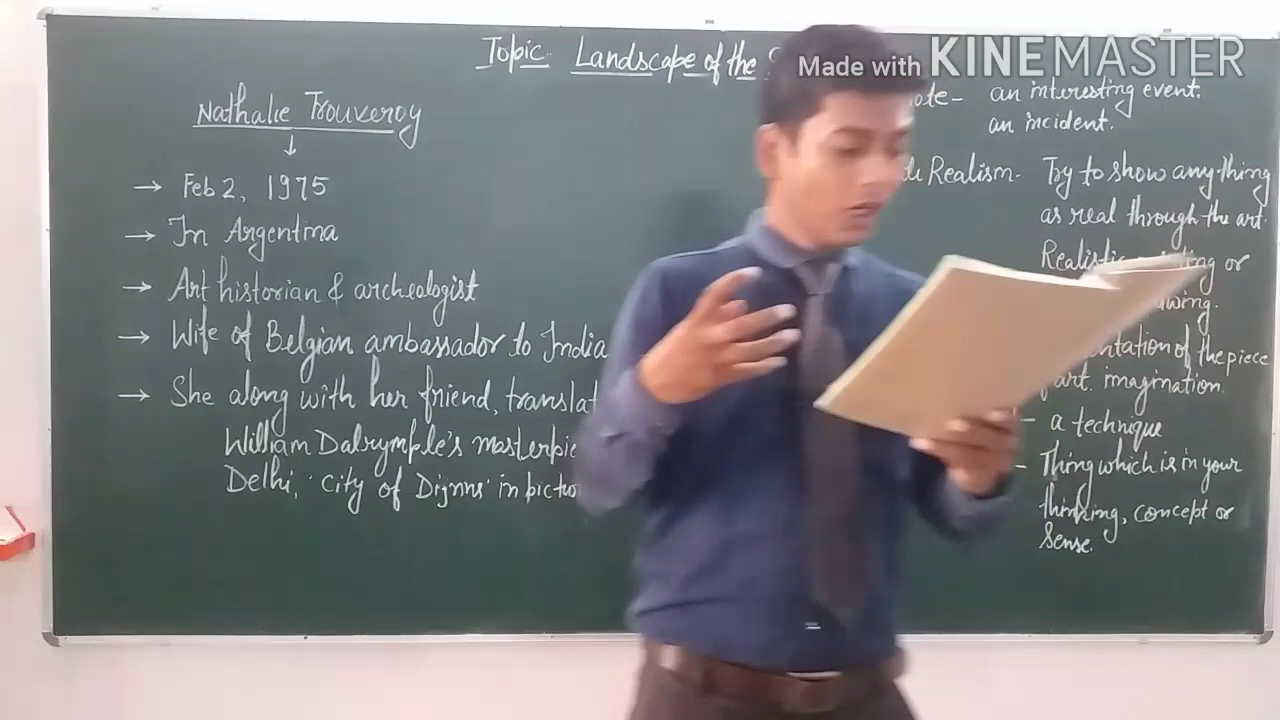 Topic: Landscape of the
Made with KINEMASTER
Nathalie Trouveroy
→ Feb 2, 1975
→ In Argentina
→ Art historian & archeologist
→ Wife of Belgian ambassador to India
→ She along with her friend, translat
William Dalrymple's masterpie
Delhi, 'City of Dijnns' in pictur
ote- an interesting event,
an incident.
Realism- Try to show anything
as real through the art.
Realistic or
wing.
ntation of the piece
art. imagination.
- a technique
- Thing which is in your
thinking, concept or
sense.